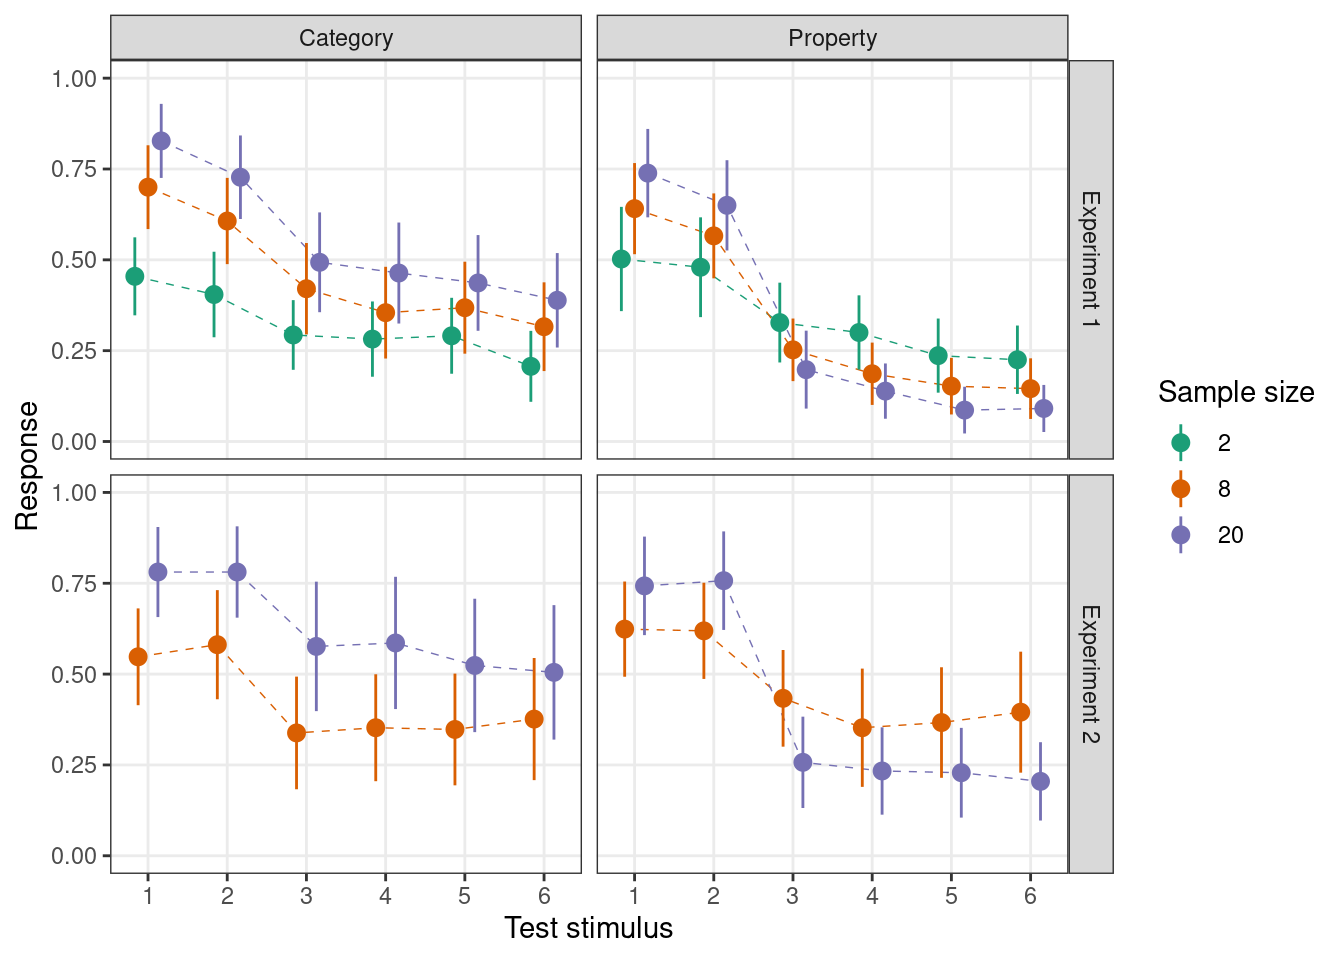 Category
Property
1.00
0.75
0.50
0.25
0.00
Experiment 1
1.00
0.75
0.50
0.25
0.00
Experiment 2
Response
1 2 3 4 5 6
1 2 3 4 5 6
Test stimulus
Sample size
2
8
20